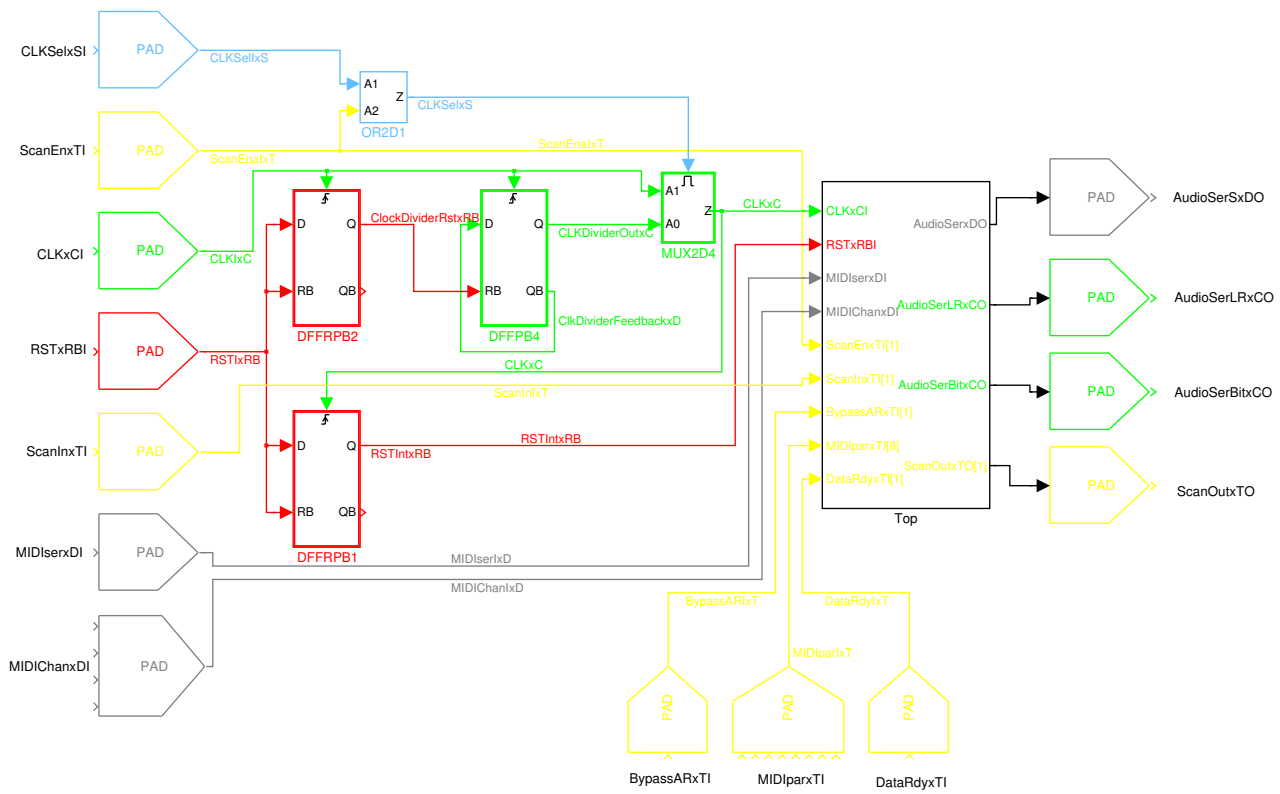 CLKSelxSI
PAD
CLKSelIxS
A1
A2
Z
OR2D1
CLKSelxS
ScanEnxTI
PAD
ScanEnaIxT
ScanEnaIxT
CLKxCI
PAD
CLKIxC
D
Q
RB
QB
DFFRPB2
ClockDividerRstxRB
D
Q
RB
QB
DFFPB4
CLKDividerOutxC
ClkDividerFeedbackxD
A1
A0
Z
MUX2D4
CLKxC
CLKxC
RSTxRBI
PAD
RSTIxRB
ScanInxTI
PAD
ScanInIxT
D
Q
RB
QB
DFFRPB1
RSTIntxRB
RSTIntxRB
MIDIserxDI
PAD
MIDIserIxD
MIDIChanxDI
PAD
MIDIChanIxD
CLKxCI
RSTxRBI
MIDIserxDI
MIDIChanxDI
ScanEnxTI[1]
ScanInxTI[1]
BypassARxTI[1]
MIDIparxTI[8]
DataRdyxTI[1]
AudioSerxDO
AudioSerLRxCO
AudioSerBitxCO
ScanOutxTO[1]
Top
PAD
AudioSerSxDO
PAD
AudioSerLRxCO
PAD
AudioSerBitxCO
PAD
ScanOutxTO
BypassARIxT
MIDIparIxT
DataRdyIxT
PAD
PAD
PAD
BypassARxTI
MIDIparxTI
DataRdyxTI